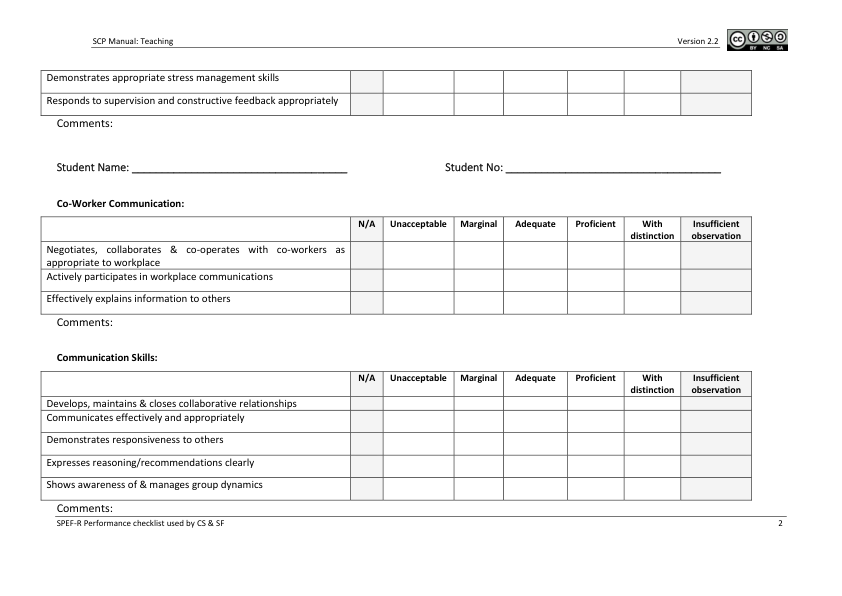 SCP Manual: Teaching Version 2.2
CC BY NC SA
Demonstrates appropriate stress management skills
Responds to supervision and constructive feedback appropriately
Comments:
Student Name: ______________________________________ Student No: ______________________________________
Co-Worker Communication:
N/A Unacceptable Marginal Adequate Proficient With distinction Insufficient observation
Negotiates, collaborates & co-operates with co-workers as
appropriate to workplace
Actively participates in workplace communications
Effectively explains information to others
Comments:
Communication Skills:
N/A Unacceptable Marginal Adequate Proficient With distinction Insufficient observation
Develops, maintains & closes collaborative relationships
Communicates effectively and appropriately
Demonstrates responsiveness to others
Expresses reasoning/recommendations clearly
Shows awareness of & manages group dynamics
Comments:
SPEF-R Performance checklist used by CS & SF 2